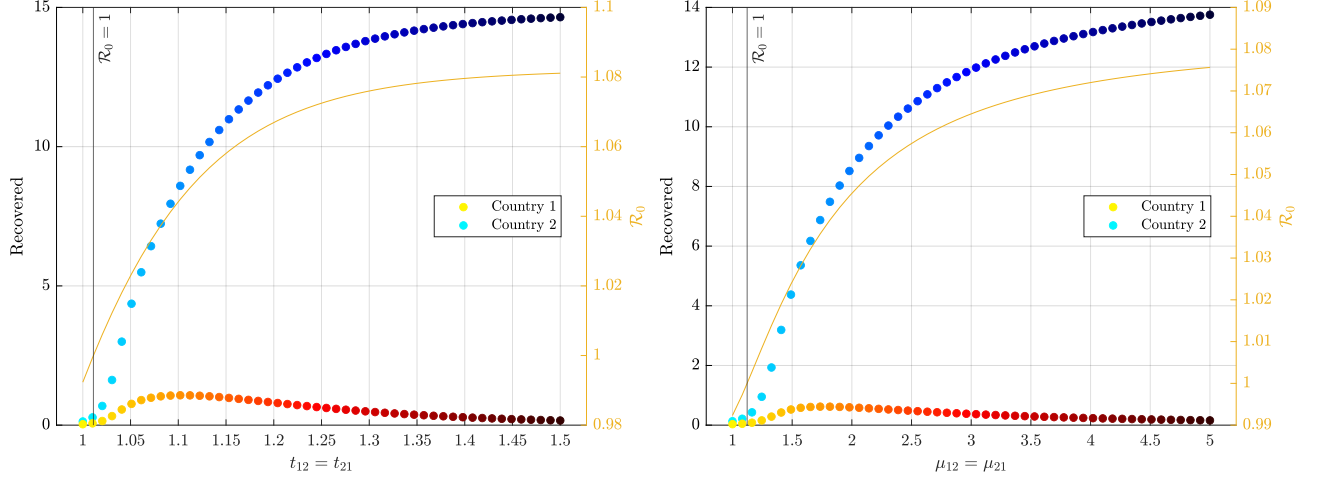 15
10
5
0
Recovered
R₀ = 1
1.1
1.08
1.06
1.04
1.02
1
0.98
R₀
Country 1
Country 2
1 1.05 1.1 1.15 1.2 1.25 1.3 1.35 1.4 1.45 1.5
t₁₂ = t₂₁
14
12
10
8
6
4
2
0
Recovered
R₀ = 1
1.09
1.08
1.07
1.06
1.05
1.04
1.03
1.02
1.01
1
0.99
R₀
Country 1
Country 2
1 1.5 2 2.5 3 3.5 4 4.5 5
μ₁₂ = μ₂₁